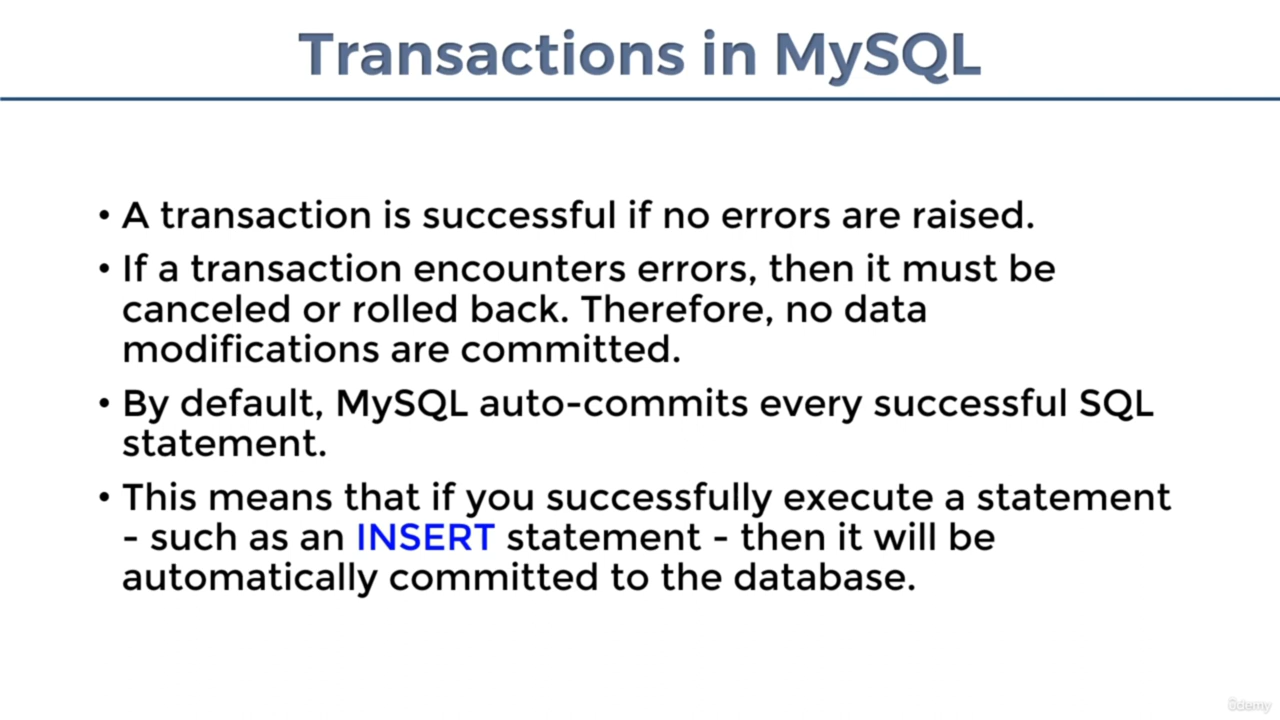 Transactions in MySQL
• A transaction is successful if no errors are raised.
• If a transaction encounters errors, then it must be
canceled or rolled back. Therefore, no data
modifications are committed.
• By default, MySQL auto-commits every successful SQL
statement.
• This means that if you successfully execute a statement
- such as an INSERT statement - then it will be
automatically committed to the database.
ûdemy